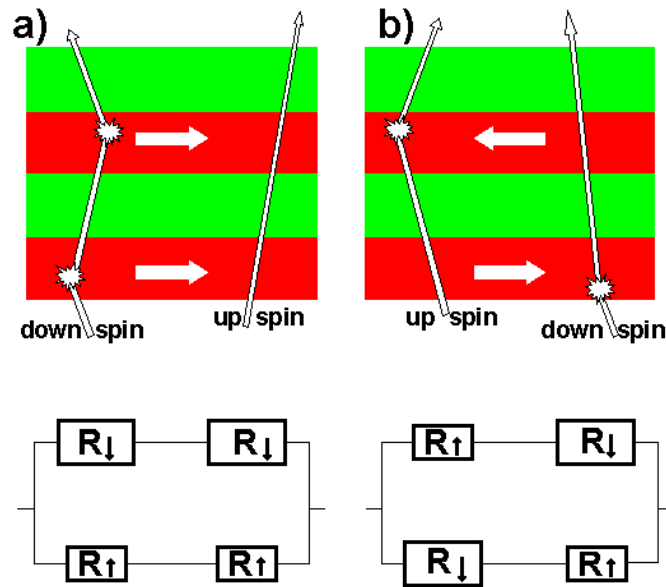 a)
b)
down spin
up spin
up spin
down spin
R↓
R↓
R↑
R↓
R↑
R↑
R↓
R↑